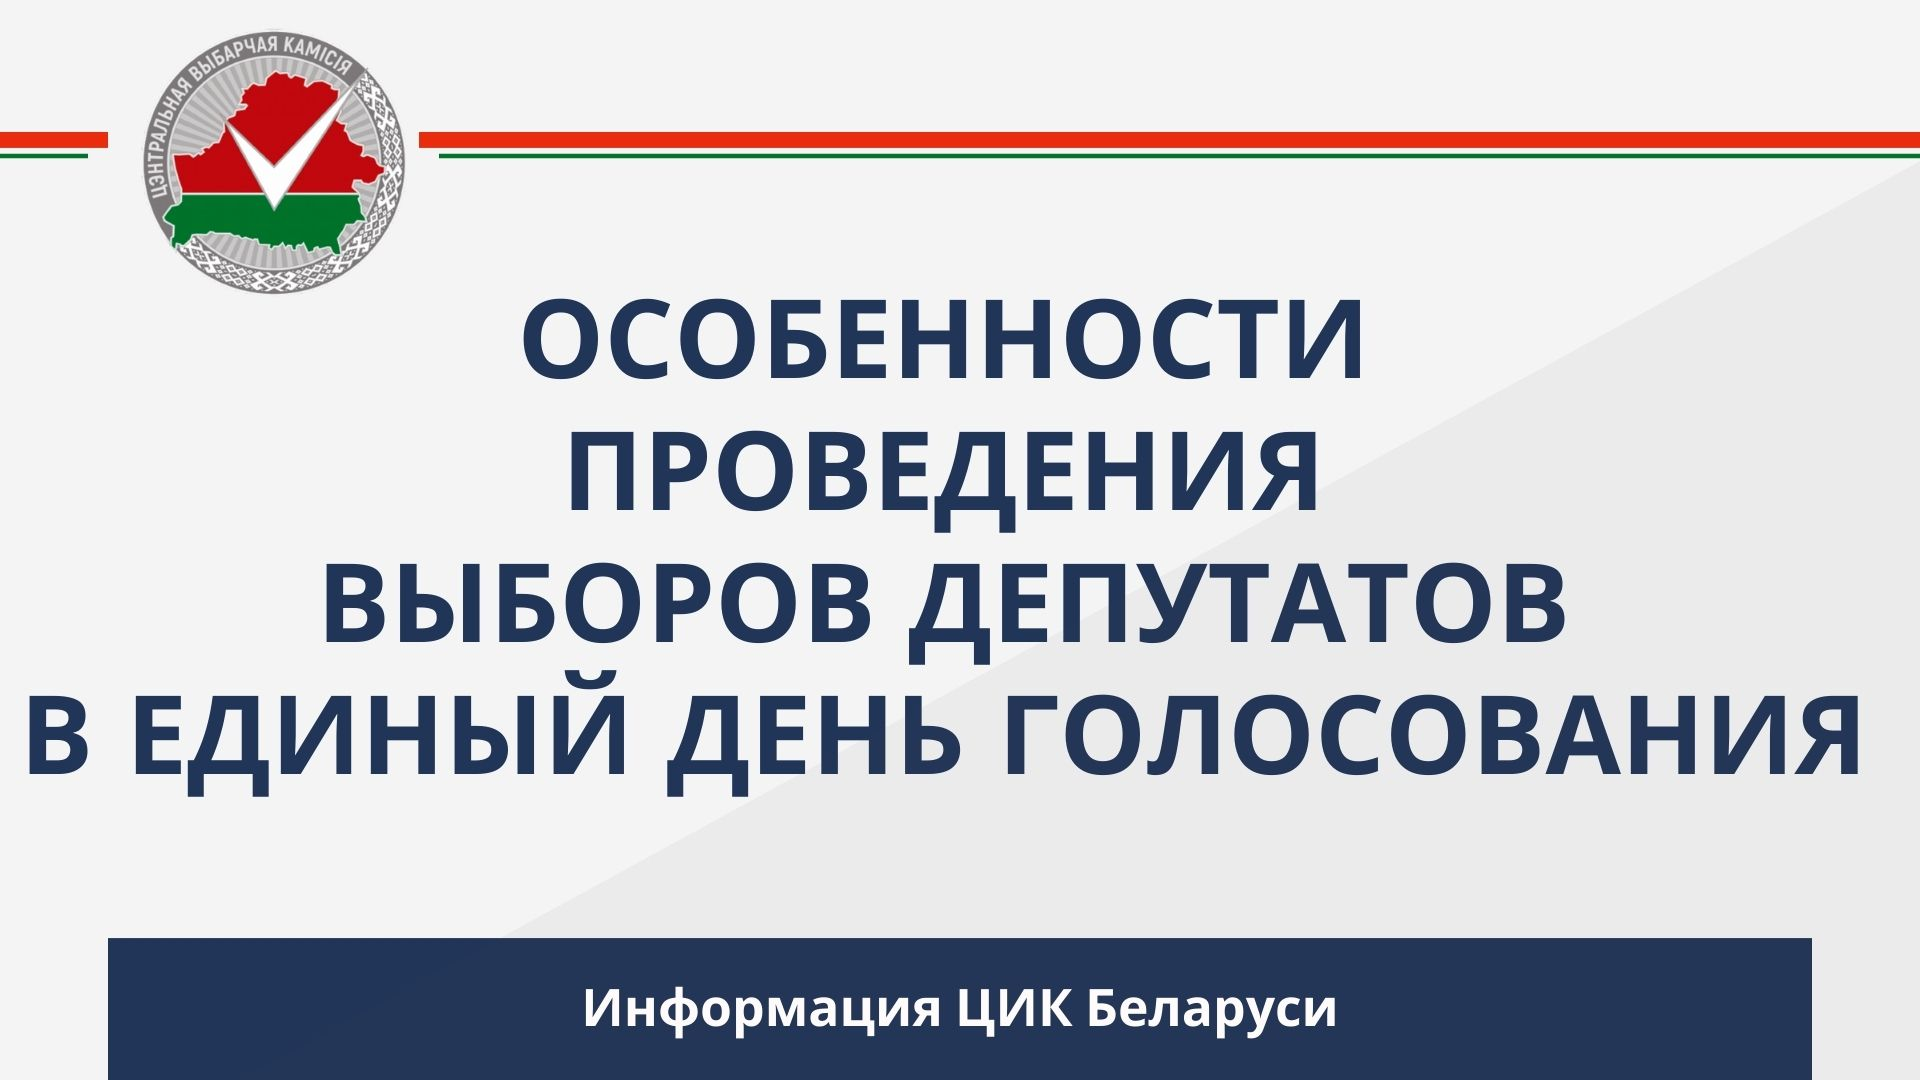 ЦЭНТРАЛЬНАЯ ВЫБАРЧАЯ КАМІСІЯ
ОСОБЕННОСТИ
ПРОВЕДЕНИЯ
ВЫБОРОВ ДЕПУТАТОВ
В ЕДИНЫЙ ДЕНЬ ГОЛОСОВАНИЯ
Информация ЦИК Беларуси